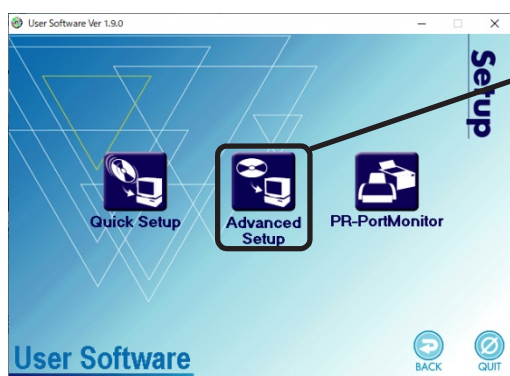 User Software Ver 1.9.0
Setup
Quick Setup
Advanced
Setup
PR-PortMonitor
User Software
BACK
QUIT